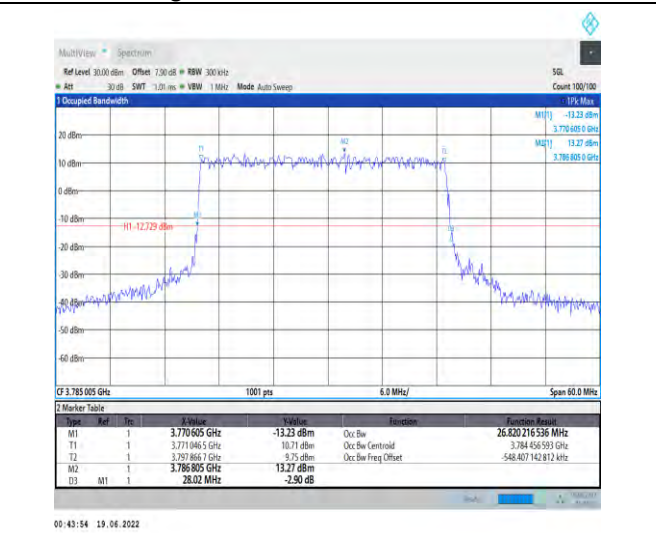 MultiView Spectrum
Ref Level 30.00 dBm Offset 7.90 dB RBW 300 kHz SGL
Att 30 dB SWT 1.01 ms VBW 1 MHz Mode Auto Sweep Count 100/100
1 Occupied Bandwidth 1Pk Max
M1[1] -13.23 dBm
3.770 605 0 GHz
M2[1] 13.27 dBm
3.786 805 0 GHz
20 dBm
M2
T1
10 dBm
0 dBm
-10 dBm
H1 -12.729 dBm
-20 dBm
-30 dBm
-40 dBm
-50 dBm
-60 dBm
CF 3.785 005 GHz 1001 pts 6.0 MHz/ Span 60.0 MHz
2 Marker Table
Type Ref Trc X-Value Y-Value Function Function Result
M1 1 3.770 605 GHz -13.23 dBm Occ Bw 26.820 216 536 MHz
T1 1 3.771 046 5 GHz 10.71 dBm Occ Bw Centroid 3.784 456 593 GHz
T2 1 3.797 866 7 GHz 9.75 dBm Occ Bw Freq Offset -548.407 142 812 kHz
M2 1 3.786 805 GHz 13.27 dBm
D3 M1 1 28.02 MHz -2.90 dB
00:43:54 19.06.2022